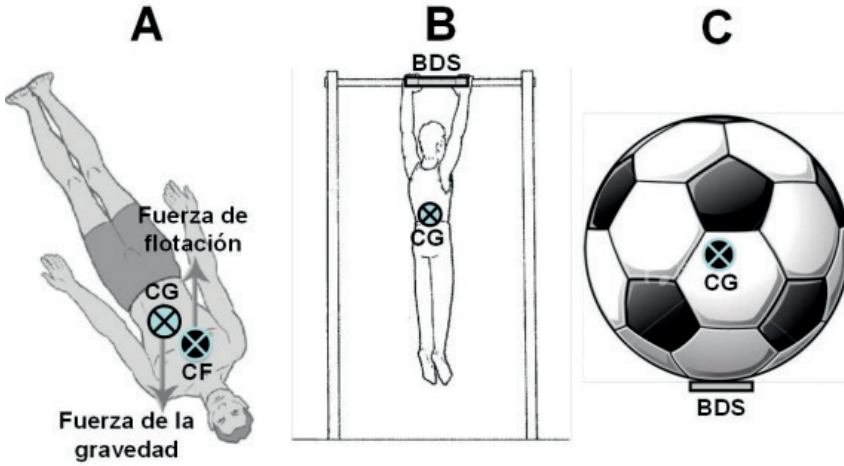 A
Fuerza de
flotación
CG
CF
Fuerza de la
gravedad
B
BDS
CG
C
CG
BDS